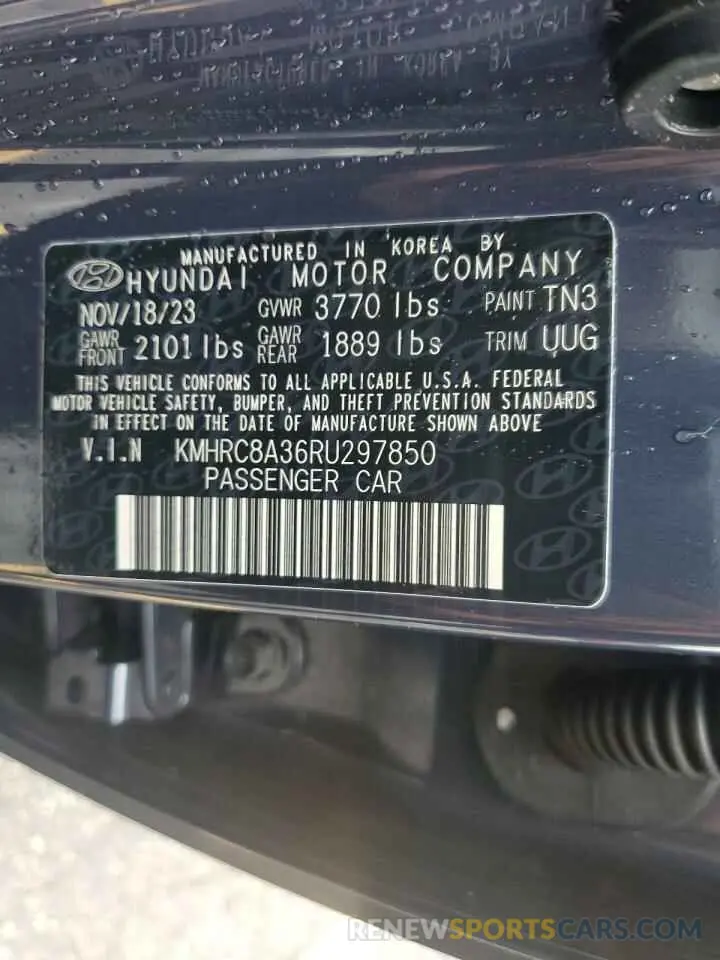 MANUFACTURED IN KOREA BY
HYUNDAI MOTOR COMPANY
NOV/18/23 GVWR 3770 lbs PAINT TN3
GAWR FRONT 2101 lbs GAWR REAR 1889 lbs TRIM UUG
THIS VEHICLE CONFORMS TO ALL APPLICABLE U.S.A. FEDERAL
MOTOR VEHICLE SAFETY, BUMPER, AND THEFT PREVENTION STANDARDS
IN EFFECT ON THE DATE OF MANUFACTURE SHOWN ABOVE
V.I.N KMHRC8A36RU297850
PASSENGER CAR
RENEWSPORTSCARS.COM